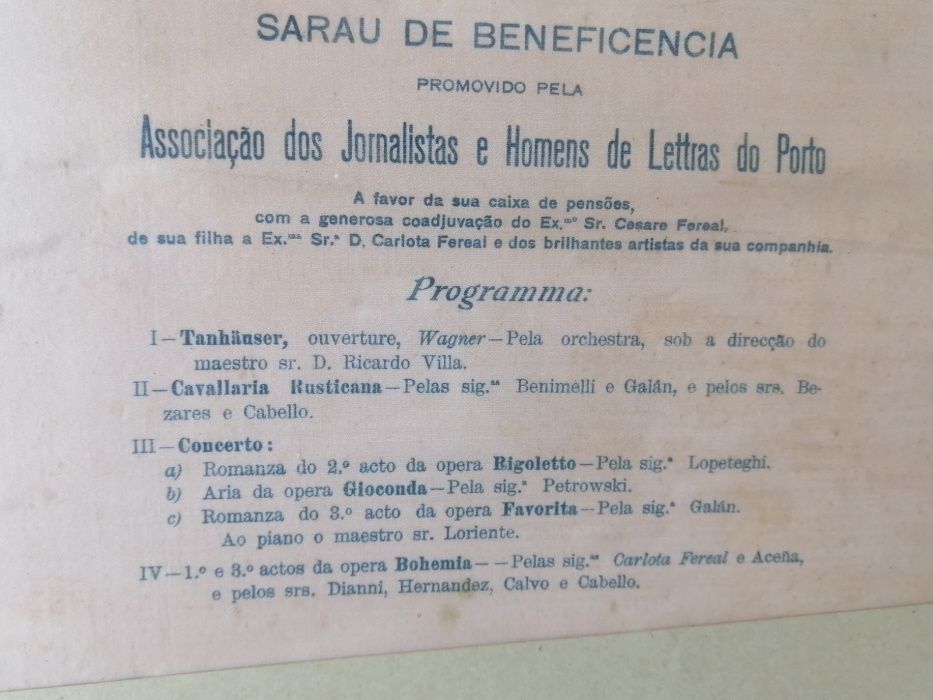 SARAU DE BENEFICENCIA
PROMOVIDO PELA
Associação dos Jornalistas e Homens de Lettras do Porto
A favor da sua caixa de pensões,
com a generosa coadjuvação do Ex.mo Sr. Cesare Fereal,
de sua filha a Ex.ma Sr.a D. Carlota Fereal e dos brilhantes artistas da sua companhia.
Programma:
I—Tanhäuser, ouverture, Wagner—Pela orchestra, sob a direcção do
maestro sr. D. Ricardo Villa.
II—Cavallaria Rusticana—Pelas sig.as Benimelli e Galán, e pelos srs. Be-
zares e Cabello.
III—Concerto:
a) Romanza do 2.º acto da opera Rigoletto—Pela sig.a Lopeteghi.
b) Aria da opera Gioconda—Pela sig.a Petrowski.
c) Romanza do 3.º acto da opera Favorita—Pela sig.a Galán.
Ao piano o maestro sr. Loriente.
IV—1.º e 3.º actos da opera Bohemia——Pelas sig.as Carlota Fereal e Aceña,
e pelos srs. Dianni, Hernandez, Calvo e Cabello.